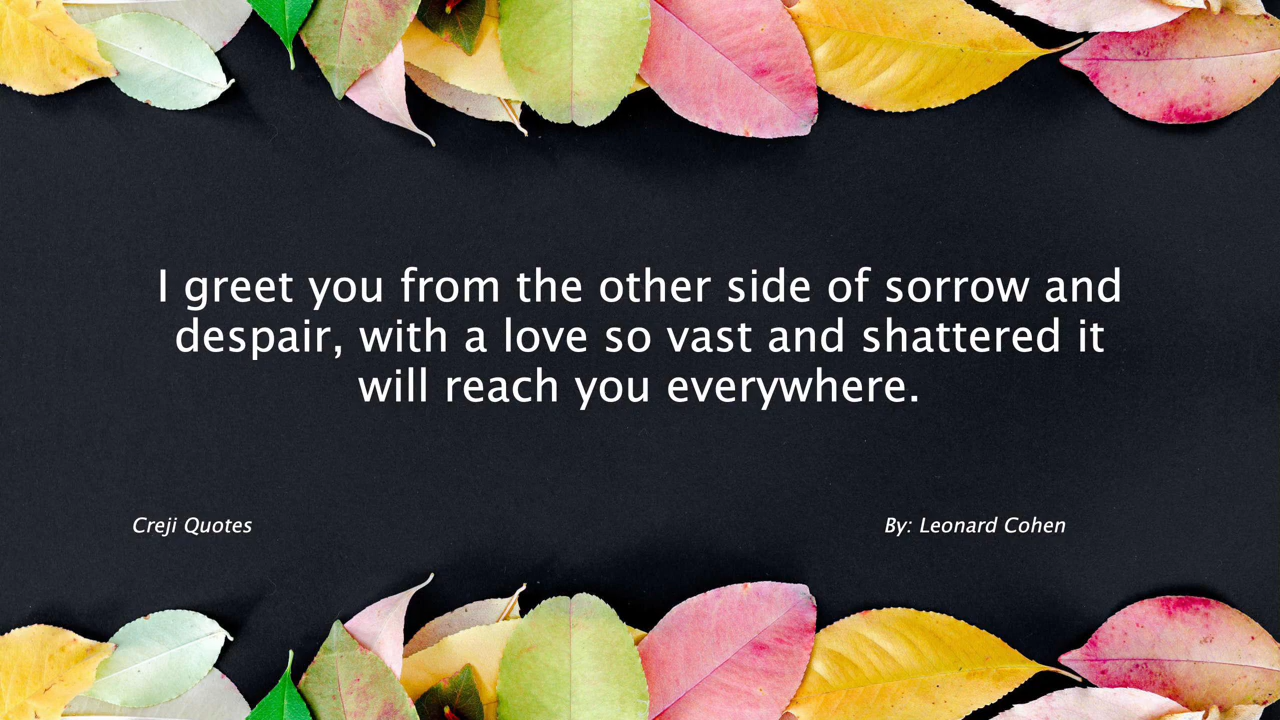 I greet you from the other side of sorrow and
despair, with a love so vast and shattered it
will reach you everywhere.
Creji Quotes
By: Leonard Cohen